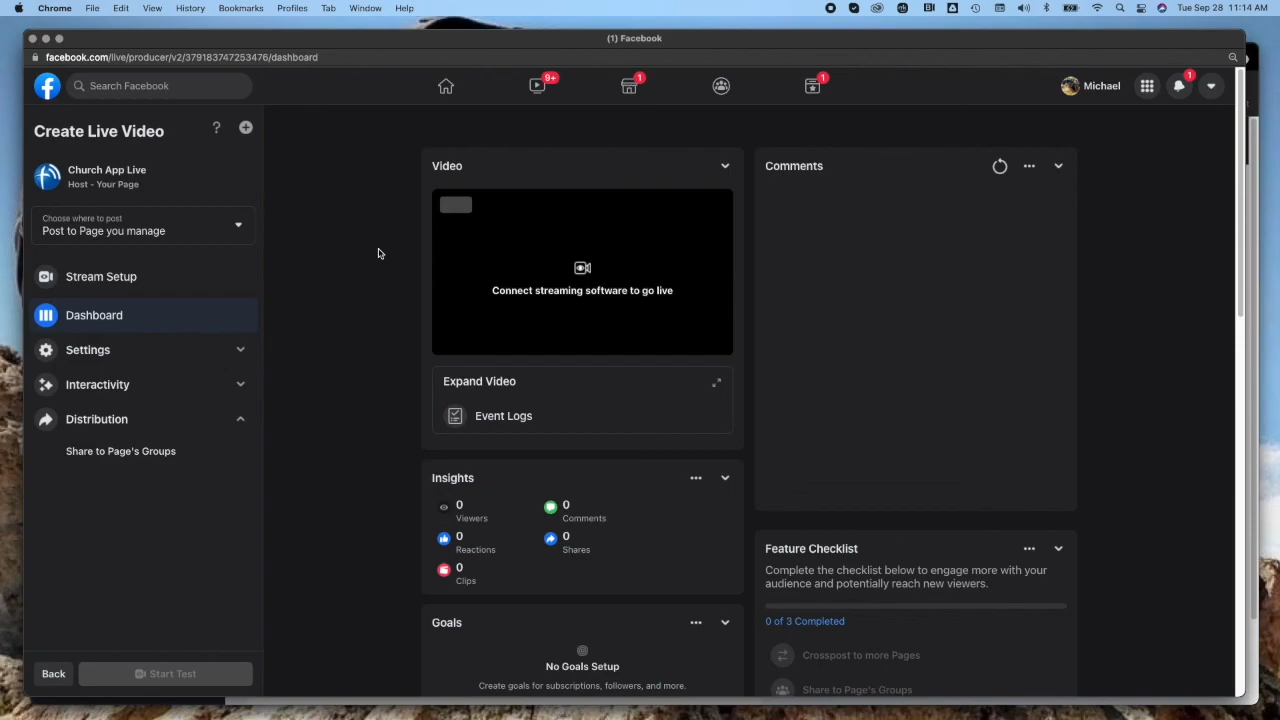 Chrome File Edit View History Bookmarks Profiles Tab Window Help Tue Sep 28 11:14 AM
(1) Facebook
facebook.com/live/producer/v2/379183747253476/dashboard
Search Facebook
9+
1
1
Michael
1
Create Live Video
?
Church App Live
Host - Your Page
Choose where to post
Post to Page you manage
Stream Setup
Dashboard
Settings
Interactivity
Distribution
Share to Page's Groups
Back
Start Test
Video
Connect streaming software to go live
Expand Video
Event Logs
Insights
0
Viewers
0
Comments
0
Reactions
0
Shares
0
Clips
Goals
No Goals Setup
Create goals for subscriptions, followers, and more.
Comments
Feature Checklist
Complete the checklist below to engage more with your
audience and potentially reach new viewers.
0 of 3 Completed
Crosspost to more Pages
Share to Page's Groups